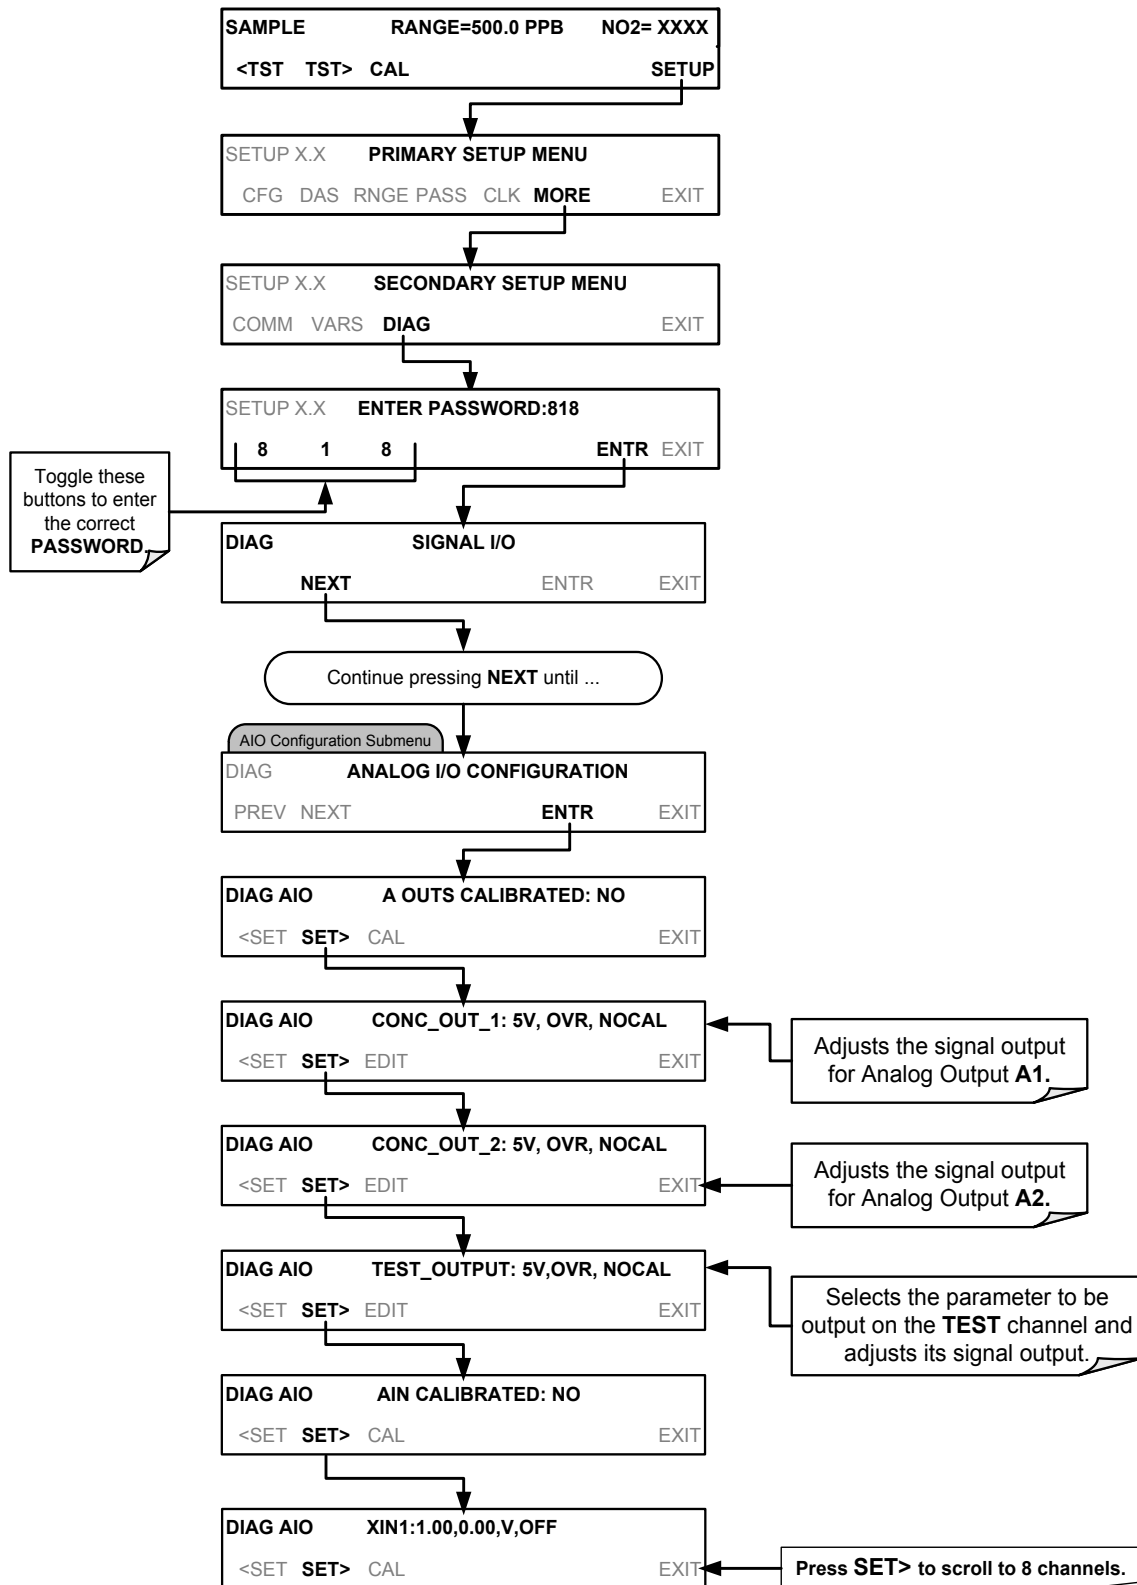 SAMPLE RANGE=500.0 PPB NO2= XXXX
<TST TST> CAL SETUP
SETUP X.X PRIMARY SETUP MENU
CFG DAS RNGE PASS CLK MORE EXIT
SETUP X.X SECONDARY SETUP MENU
COMM VARS DIAG EXIT
SETUP X.X ENTER PASSWORD:818
8 1 8 ENTR EXIT
Toggle these
buttons to enter
the correct
PASSWORD.
DIAG SIGNAL I/O
NEXT ENTR EXIT
Continue pressing NEXT until ...
AIO Configuration Submenu
DIAG ANALOG I/O CONFIGURATION
PREV NEXT ENTR EXIT
DIAG AIO A OUTS CALIBRATED: NO
<SET SET> CAL EXIT
DIAG AIO CONC_OUT_1: 5V, OVR, NOCAL
<SET SET> EDIT EXIT
Adjusts the signal output
for Analog Output A1.
DIAG AIO CONC_OUT_2: 5V, OVR, NOCAL
<SET SET> EDIT EXIT
Adjusts the signal output
for Analog Output A2.
DIAG AIO TEST_OUTPUT: 5V,OVR, NOCAL
<SET SET> EDIT EXIT
Selects the parameter to be
output on the TEST channel and
adjusts its signal output.
DIAG AIO AIN CALIBRATED: NO
<SET SET> CAL EXIT
DIAG AIO XIN1:1.00,0.00,V,OFF
<SET SET> CAL EXIT
Press SET> to scroll to 8 channels.